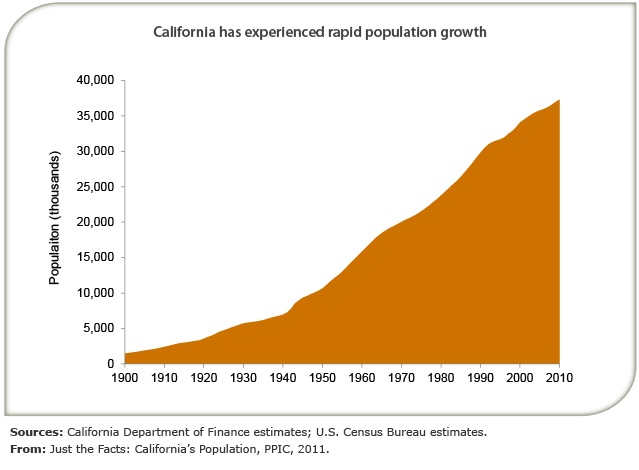 California has experienced rapid population growth
40,000
35,000
30,000
25,000
20,000
15,000
10,000
5,000
0
Populaiton (thousands)
1900 1910 1920 1930 1940 1950 1960 1970 1980 1990 2000 2010
Sources: California Department of Finance estimates; U.S. Census Bureau estimates.
From: Just the Facts: California’s Population, PPIC, 2011.